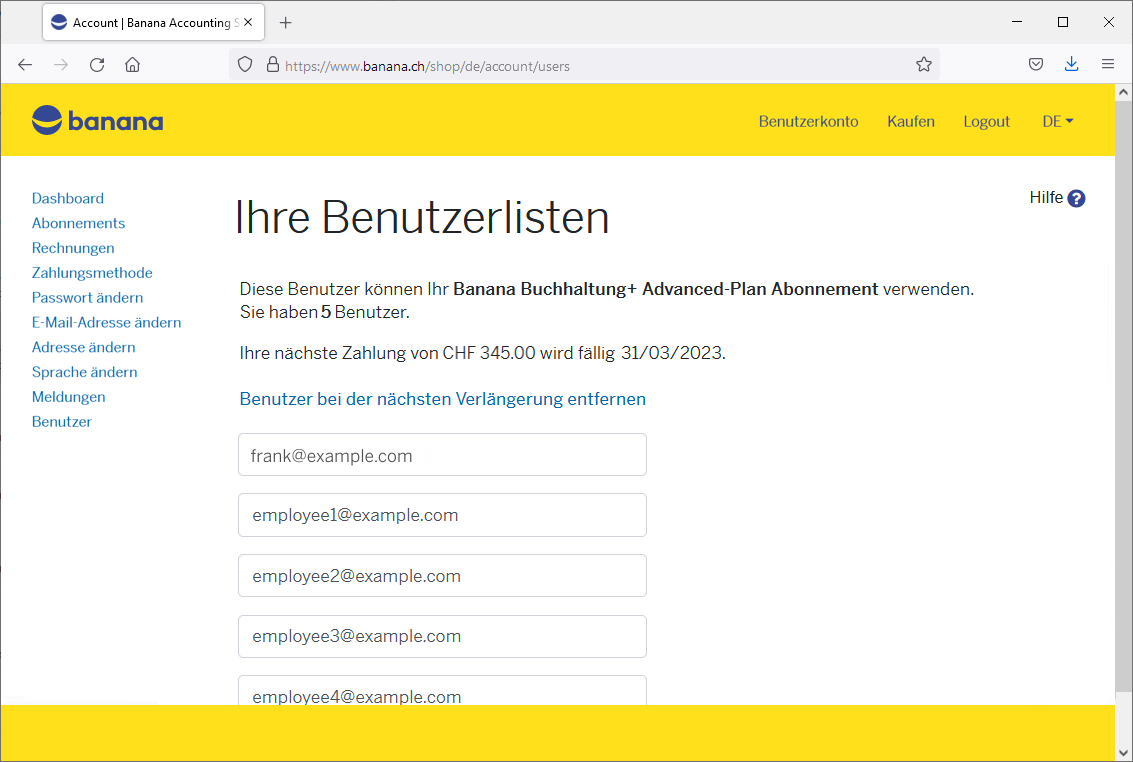 Account | Banana Accounting S
https://www.banana.ch/shop/de/account/users
banana
Benutzerkonto Kaufen Logout DE
Dashboard
Abonnements
Rechnungen
Zahlungsmethode
Passwort ändern
E-Mail-Adresse ändern
Adresse ändern
Sprache ändern
Meldungen
Benutzer
Ihre Benutzerlisten
Hilfe ?
Diese Benutzer können Ihr Banana Buchhaltung+ Advanced-Plan Abonnement verwenden.
Sie haben 5 Benutzer.
Ihre nächste Zahlung von CHF 345.00 wird fällig 31/03/2023.
Benutzer bei der nächsten Verlängerung entfernen
frank@example.com
employee1@example.com
employee2@example.com
employee3@example.com
employee4@example.com